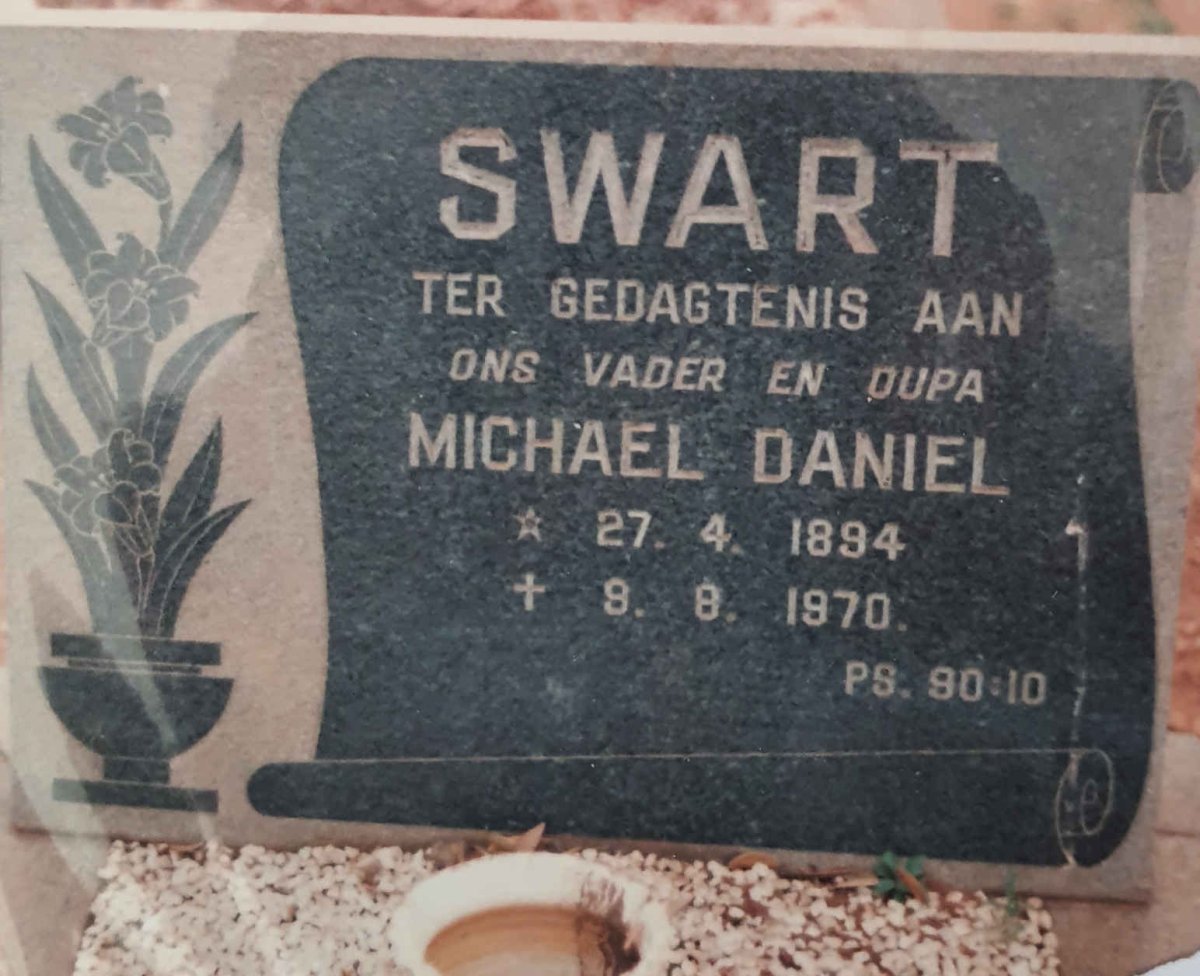 SWART
TER GEDAGTENIS AAN
ONS VADER EN OUPA
MICHAEL DANIEL
☆ 27. 4. 1894
✝ 9. 8. 1970.
PS. 90:10